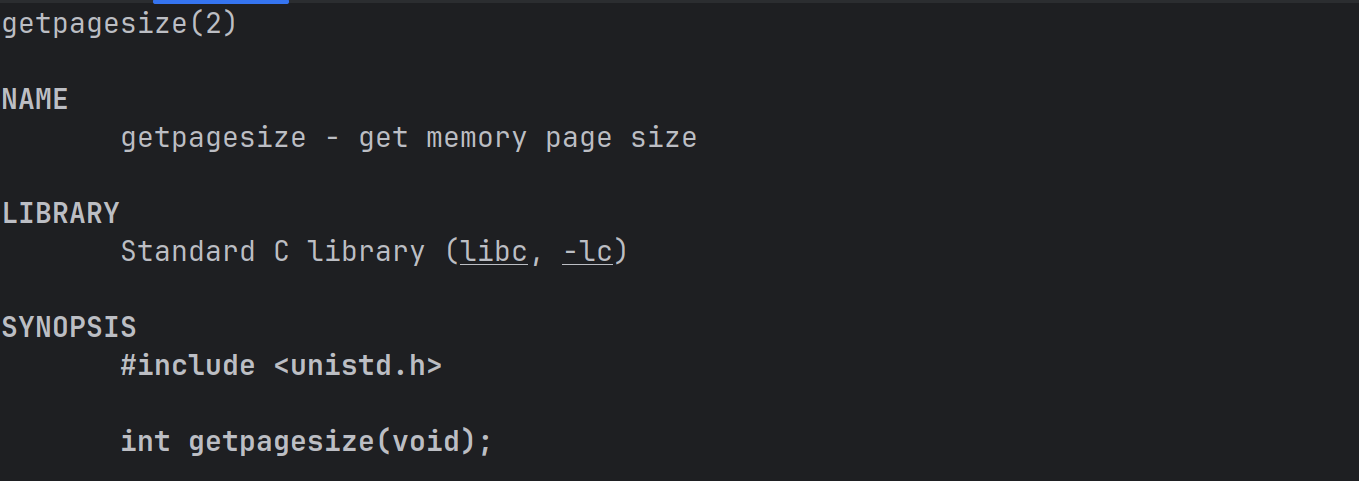 getpagesize(2)
NAME
getpagesize - get memory page size
LIBRARY
Standard C library (libc, -lc)
SYNOPSIS
#include <unistd.h>
int getpagesize(void);